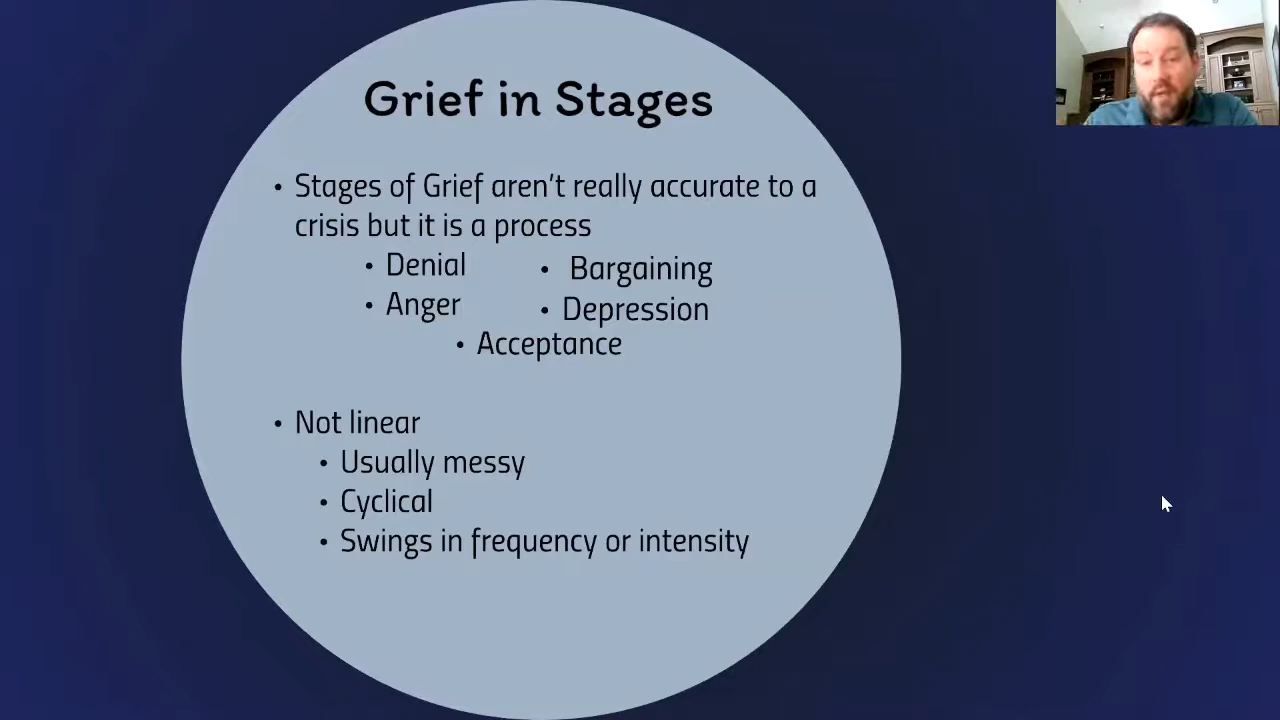 Grief in Stages
• Stages of Grief aren't really accurate to a
crisis but it is a process
• Denial
• Anger
• Bargaining
• Depression
• Acceptance
• Not linear
• Usually messy
• Cyclical
• Swings in frequency or intensity